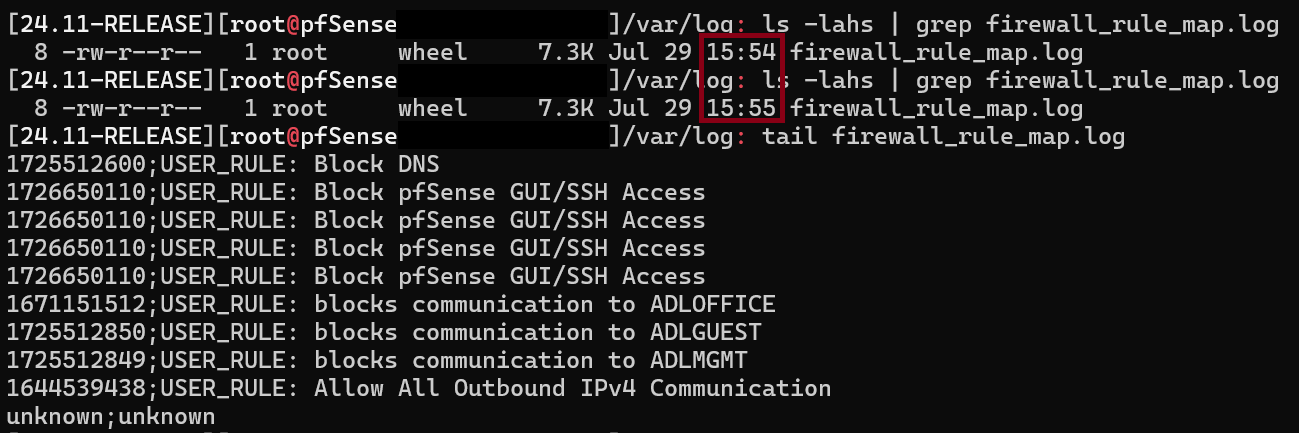 [24.11-RELEASE][root@pfSense ]/var/log: ls -lahs | grep firewall_rule_map.log
8 -rw-r--r-- 1 root wheel 7.3K Jul 29 15:54 firewall_rule_map.log
[24.11-RELEASE][root@pfSense ]/var/log: ls -lahs | grep firewall_rule_map.log
8 -rw-r--r-- 1 root wheel 7.3K Jul 29 15:55 firewall_rule_map.log
[24.11-RELEASE][root@pfSense ]/var/log: tail firewall_rule_map.log
1725512600;USER_RULE: Block DNS
1726650110;USER_RULE: Block pfSense GUI/SSH Access
1726650110;USER_RULE: Block pfSense GUI/SSH Access
1726650110;USER_RULE: Block pfSense GUI/SSH Access
1726650110;USER_RULE: Block pfSense GUI/SSH Access
1671151512;USER_RULE: blocks communication to ADLOFFICE
1725512850;USER_RULE: blocks communication to ADLGUEST
1725512849;USER_RULE: blocks communication to ADLMGMT
1644539438;USER_RULE: Allow All Outbound IPv4 Communication
unknown;unknown